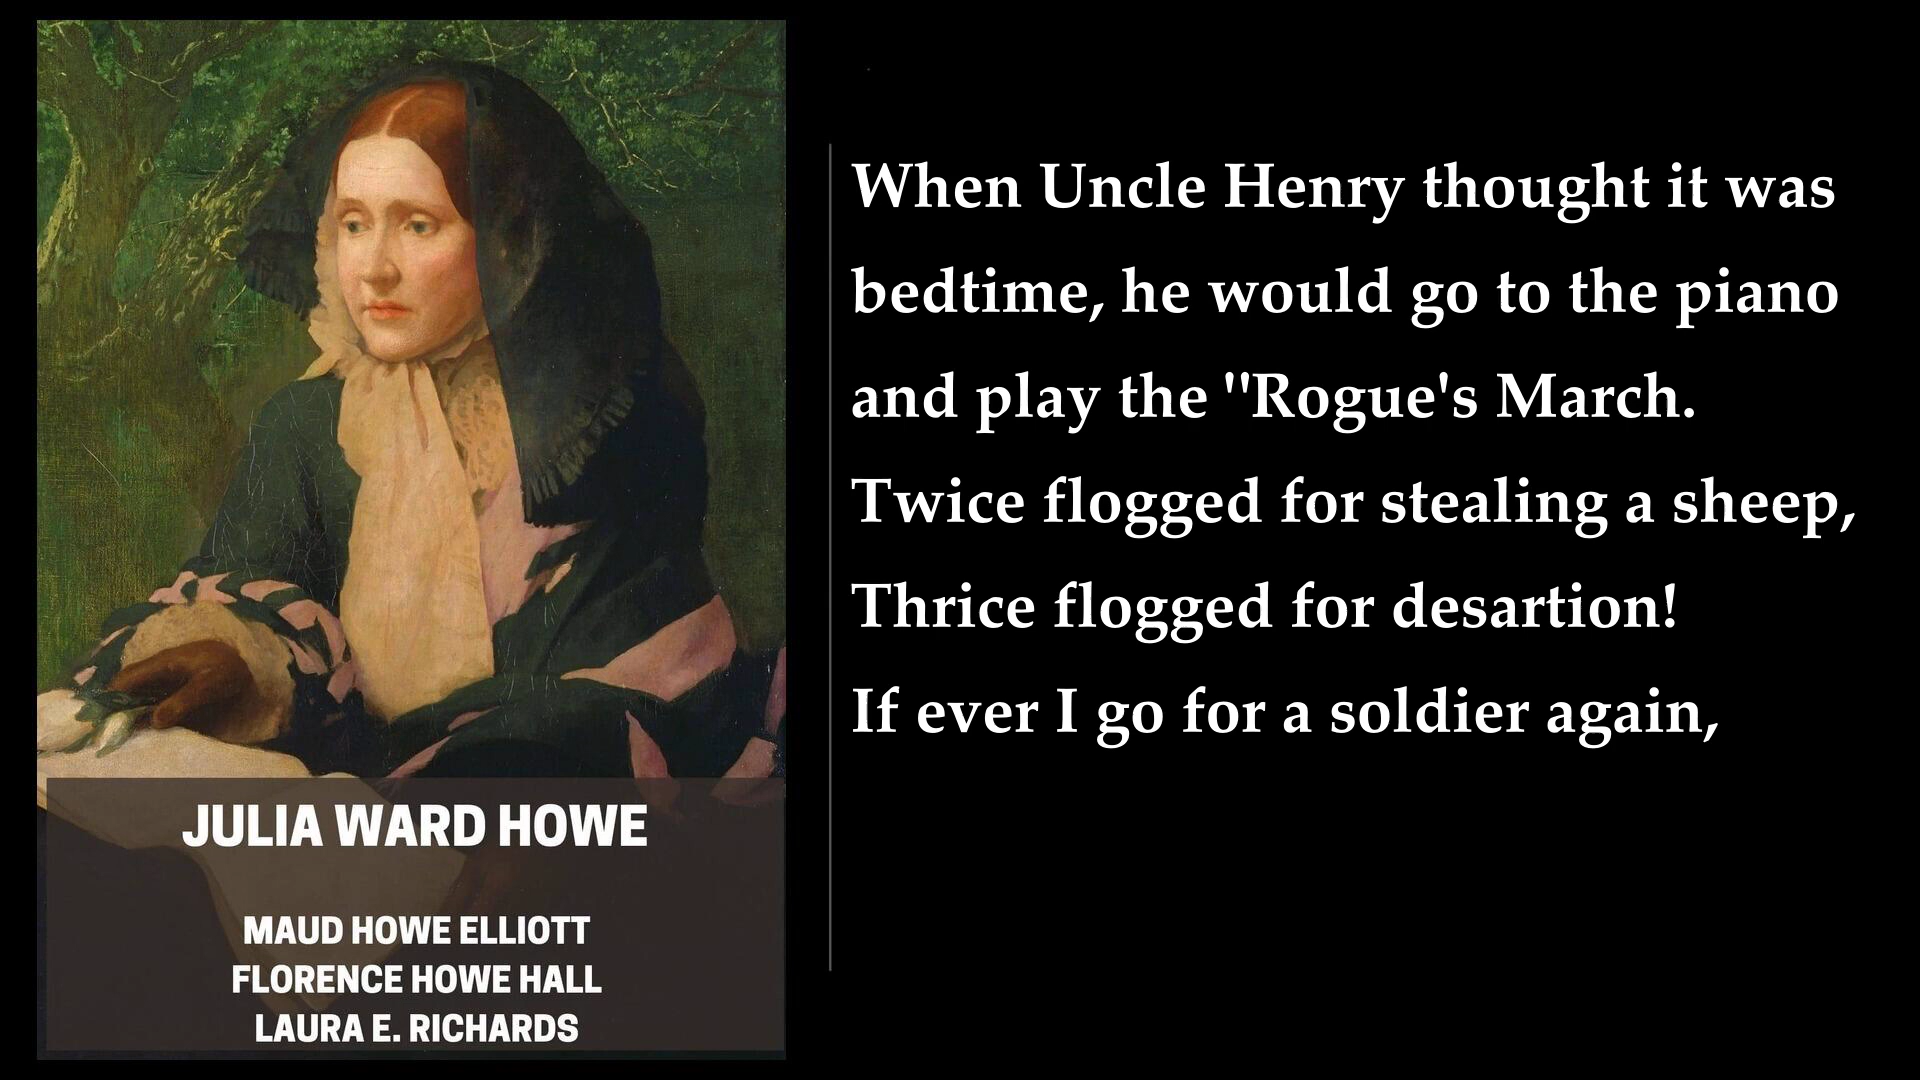 JULIA WARD HOWE
MAUD HOWE ELLIOTT
FLORENCE HOWE HALL
LAURA E. RICHARDS
When Uncle Henry thought it was
bedtime, he would go to the piano
and play the "Rogue's March.
Twice flogged for stealing a sheep,
Thrice flogged for desartion!
If ever I go for a soldier again,